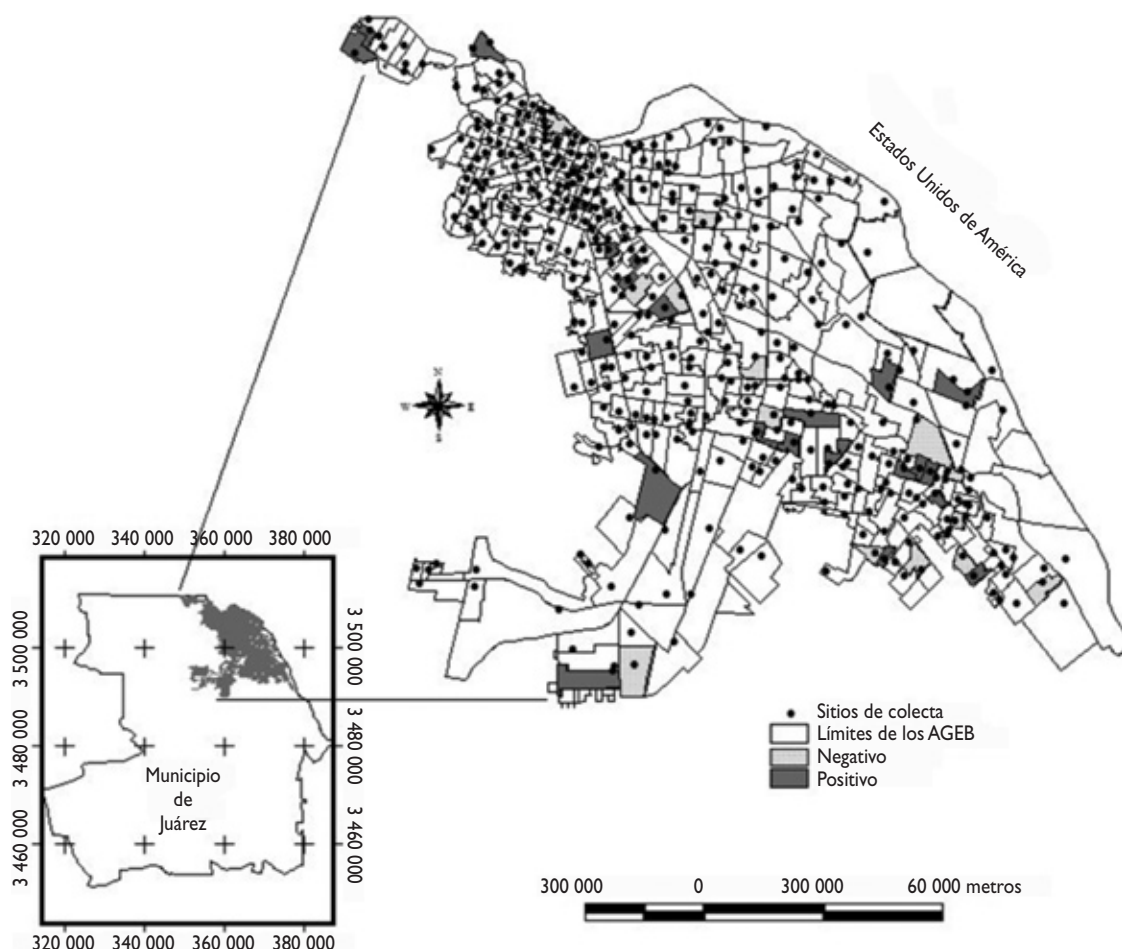 Estados Unidos de América
320 000 340 000 360 000 380 000
3 500 000
3 480 000
3 460 000
3 500 000
3 480 000
3 460 000
Municipio
de
Juárez
320 000 340 000 360 000 380 000
Sitios de colecta
Límites de los AGEB
Negativo
Positivo
300 000 0 300 000 60 000 metros